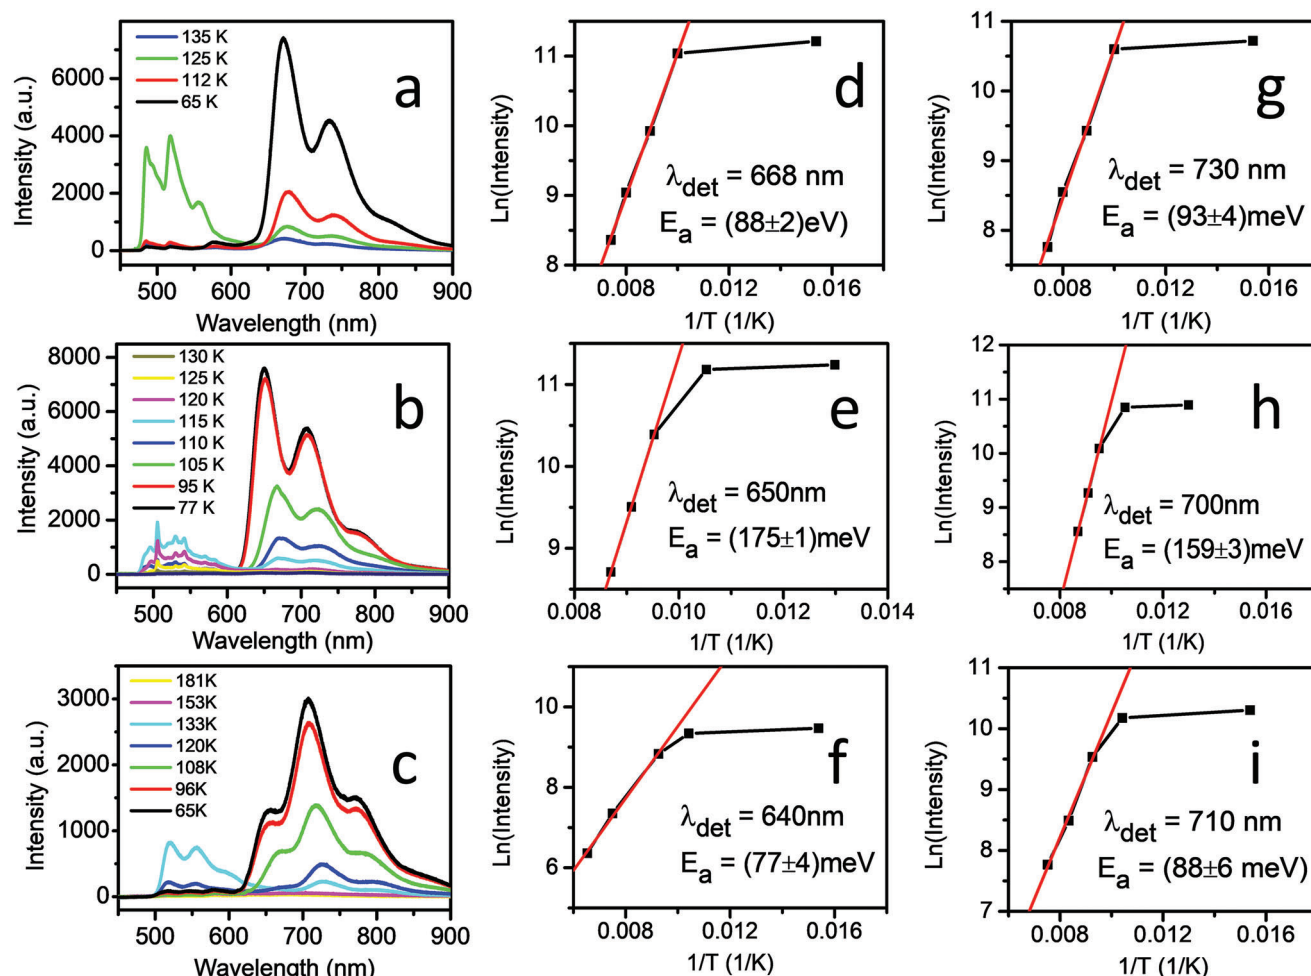 135 K
125 K
112 K
65 K
a
Intensity (a.u.)
6000
4000
2000
0
500 600 700 800 900
Wavelength (nm)
d
Ln(Intensity)
11
10
9
8
λdet = 668 nm
Ea = (88±2)eV)
0.008 0.012 0.016
1/T (1/K)
g
Ln(Intensity)
11
10
9
8
λdet = 730 nm
Ea = (93±4)meV
0.008 0.012 0.016
1/T (1/K)
130 K
125 K
120 K
115 K
110 K
105 K
95 K
77 K
b
Intensity (a.u.)
8000
6000
4000
2000
0
500 600 700 800 900
Wavelength (nm)
e
Ln(Intensity)
11
10
9
λdet = 650nm
Ea = (175±1)meV
0.008 0.010 0.012 0.014
1/T (1/K)
h
Ln(Intensity)
12
11
10
9
8
λdet = 700nm
Ea = (159±3)meV
0.008 0.012 0.016
1/T (1/K)
181K
153K
133K
120K
108K
96K
65K
c
Intensity (a.u.)
3000
2000
1000
0
500 600 700 800 900
Wavelength (nm)
f
Ln(Intensity)
10
8
6
λdet = 640nm
Ea = (77±4)meV
0.008 0.012 0.016
1/T (1/K)
i
Ln(Intensity)
11
10
9
8
7
λdet = 710 nm
Ea = (88±6 meV)
0.008 0.012 0.016
1/T (1/K)